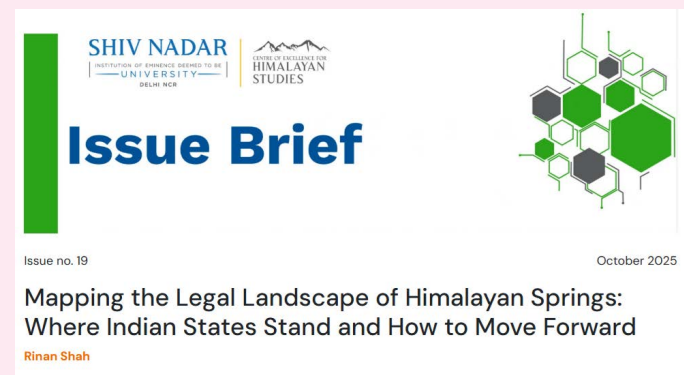 SHIV NADAR
INSTITUTION OF EMINENCE DEEMED TO BE
UNIVERSITY
DELHI NCR
CENTRE OF EXCELLENCE FOR
HIMALAYAN
STUDIES
Issue Brief
Issue no. 19
October 2025
Mapping the Legal Landscape of Himalayan Springs:
Where Indian States Stand and How to Move Forward
Rinan Shah